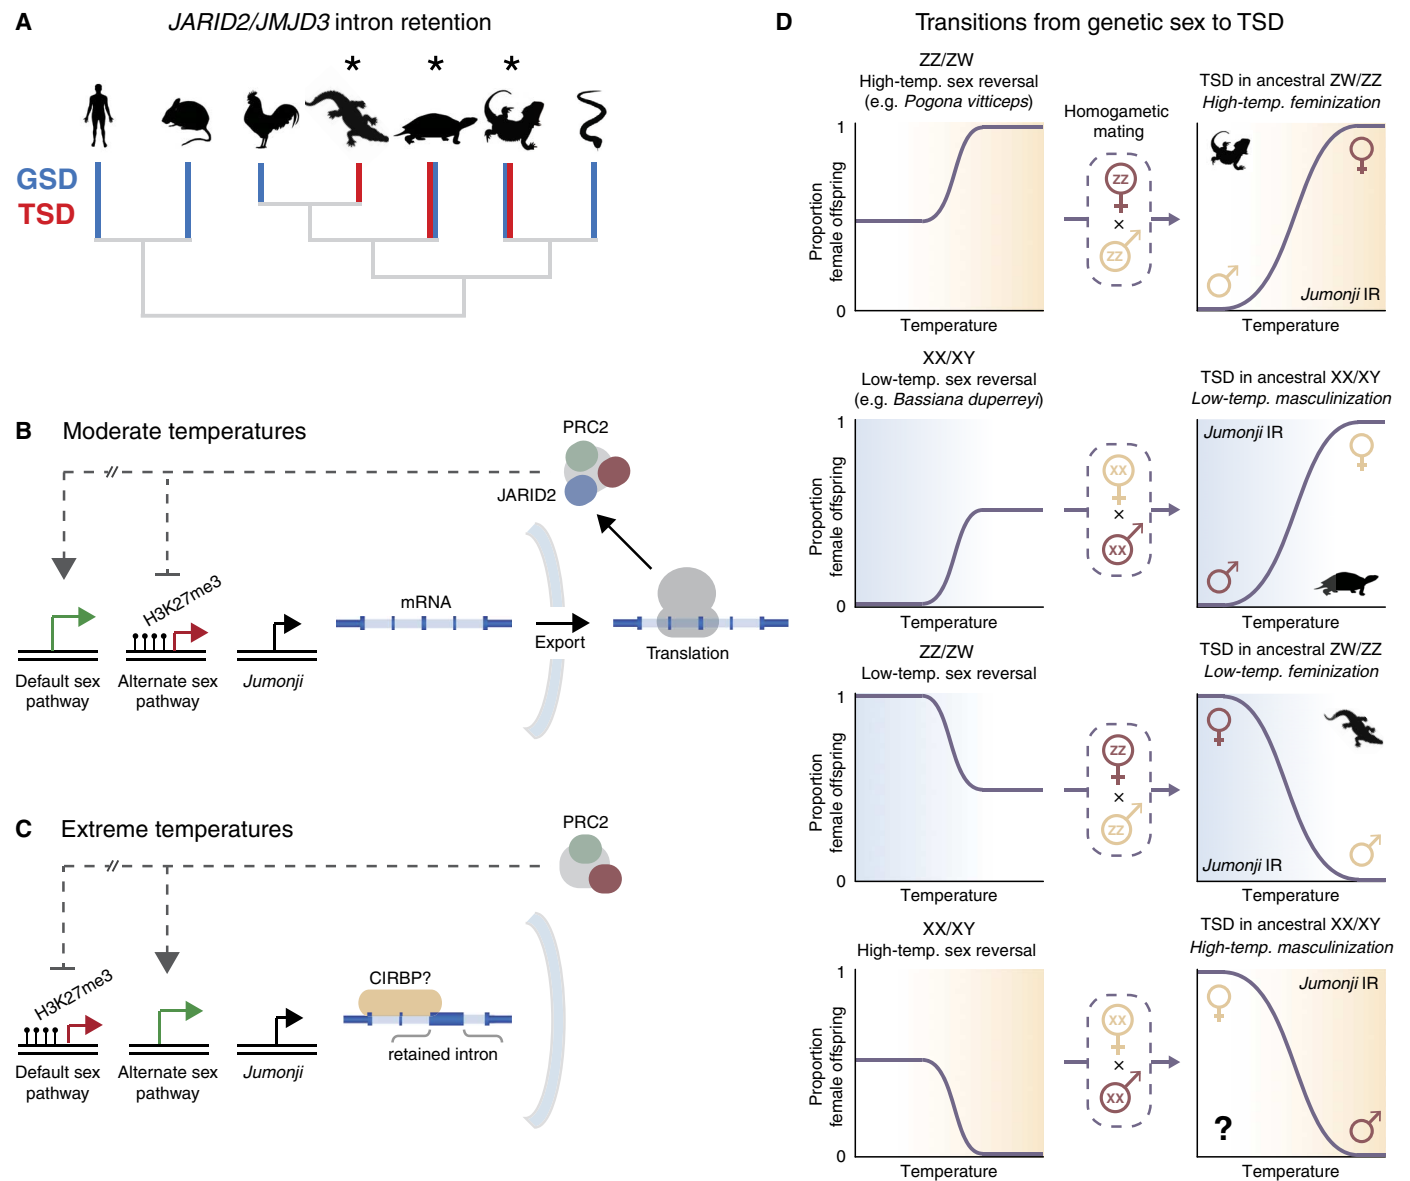 A
JARID2/JMJD3 intron retention
* * *
GSD
TSD
B Moderate temperatures
PRC2
JARID2
H3K27me3
mRNA
Export
Translation
Default sex
pathway
Alternate sex
pathway
Jumonji
C Extreme temperatures
PRC2
H3K27me3
CIRBP?
retained intron
Default sex
pathway
Alternate sex
pathway
Jumonji
D
Transitions from genetic sex to TSD
ZZ/ZW
High-temp. sex reversal
(e.g. Pogona vitticeps)
1
0
Proportion
female offspring
Temperature
Homogametic
mating
ZZ
×
ZZ
TSD in ancestral ZW/ZZ
High-temp. feminization
Jumonji IR
Temperature
XX/XY
Low-temp. sex reversal
(e.g. Bassiana duperreyi)
1
0
Proportion
female offspring
Temperature
XX
×
XX
TSD in ancestral XX/XY
Low-temp. masculinization
Jumonji IR
Temperature
ZZ/ZW
Low-temp. sex reversal
1
0
Proportion
female offspring
Temperature
ZZ
×
ZZ
TSD in ancestral ZW/ZZ
Low-temp. feminization
Jumonji IR
Temperature
XX/XY
High-temp. sex reversal
1
0
Proportion
female offspring
Temperature
XX
×
XX
TSD in ancestral XX/XY
High-temp. masculinization
Jumonji IR
?
Temperature